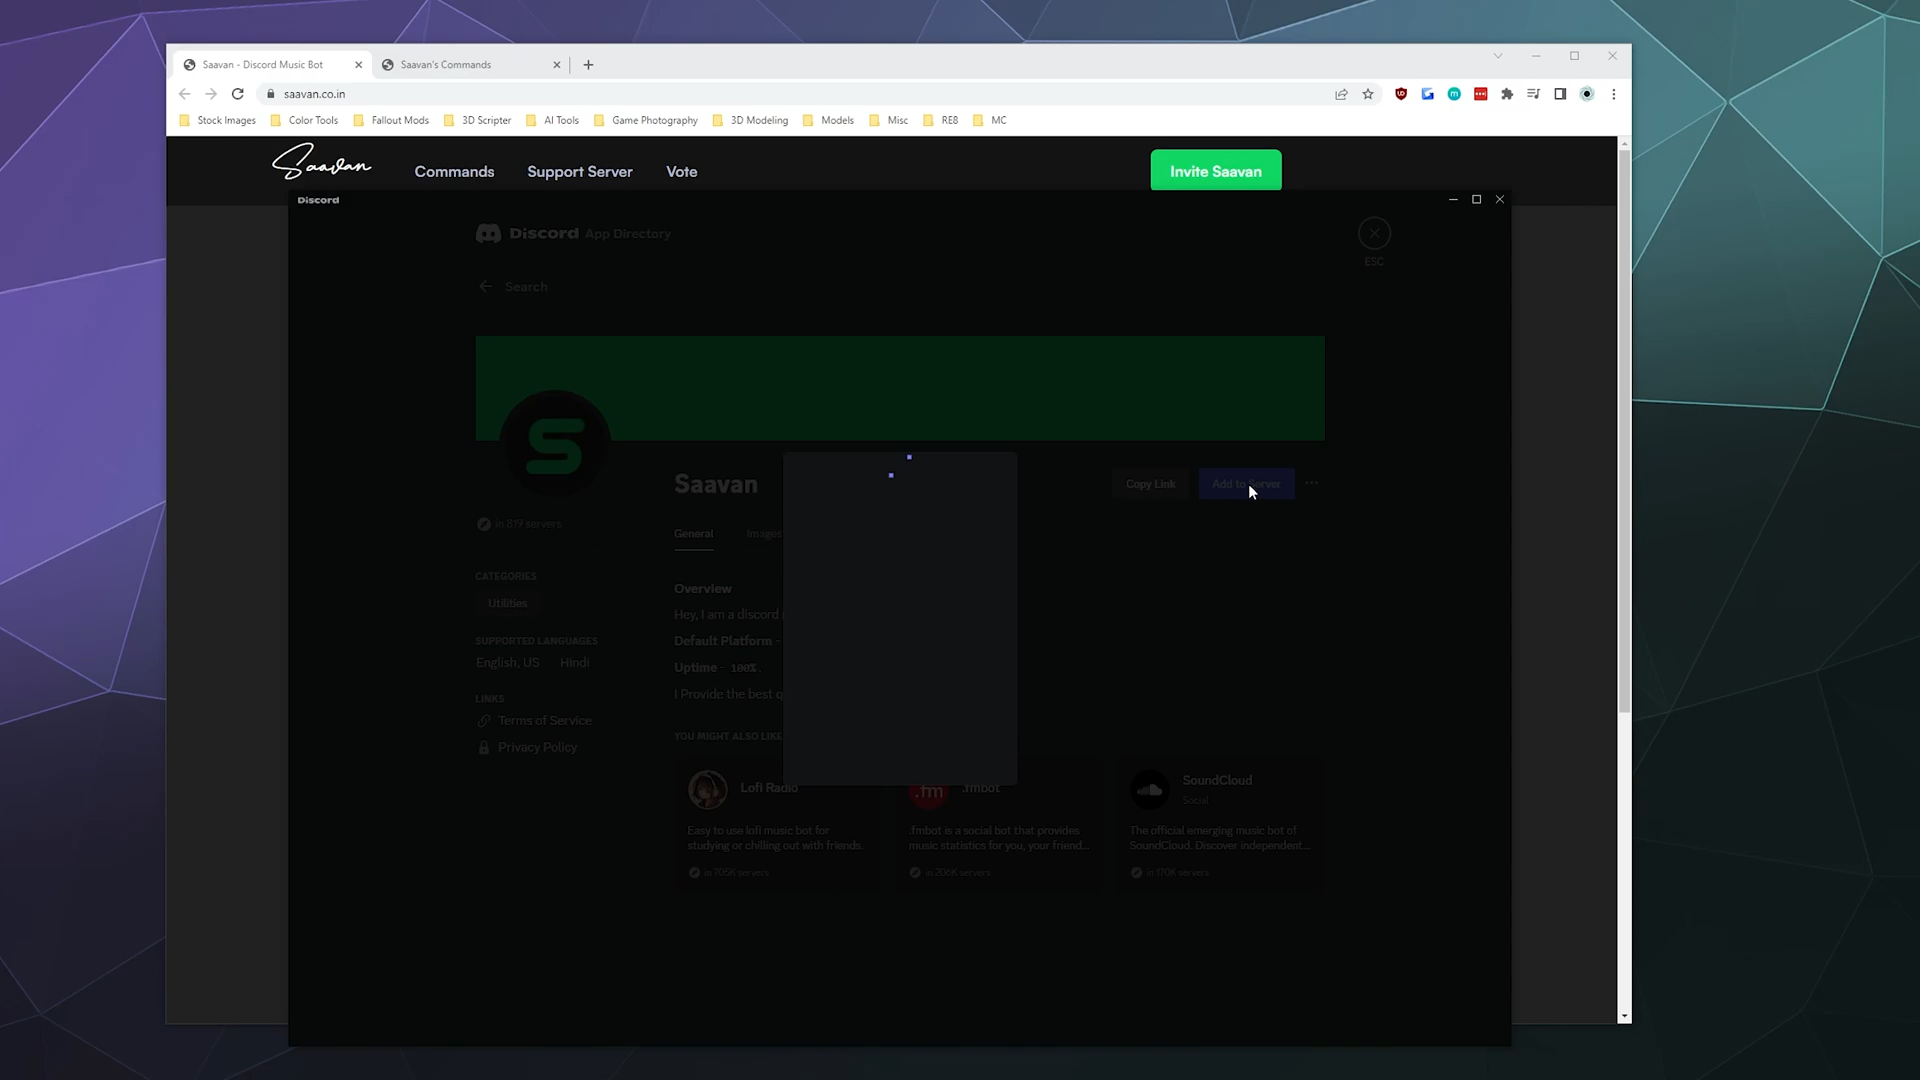 Saavan - Discord Music Bot
Saavan's Commands
saavan.co.in
Stock Images
Color Tools
Fallout Mods
3D Scripter
AI Tools
Game Photography
3D Modeling
Models
Misc
RE8
MC
Saavan
Commands
Support Server
Vote
Invite Saavan
Discord
Discord App Directory
ESC
Search
S
Saavan
Copy Link
Add to Server
in 819 servers
General
Images
CATEGORIES
Utilities
Overview
Hey, I am a discord
SUPPORTED LANGUAGES
English, US
Hindi
Default Platform -
Uptime - 100%.
I Provide the best q
LINKS
Terms of Service
Privacy Policy
YOU MIGHT ALSO LIKE
Lofi Radio
Easy to use lofi music bot for
studying or chilling out with friends.
in 705K servers
.fm
.fmbot
.fmbot is a social bot that provides
music statistics for you, your friend...
in 206K servers
SoundCloud
Social
The official emerging music bot of
SoundCloud. Discover independent...
in 170K servers